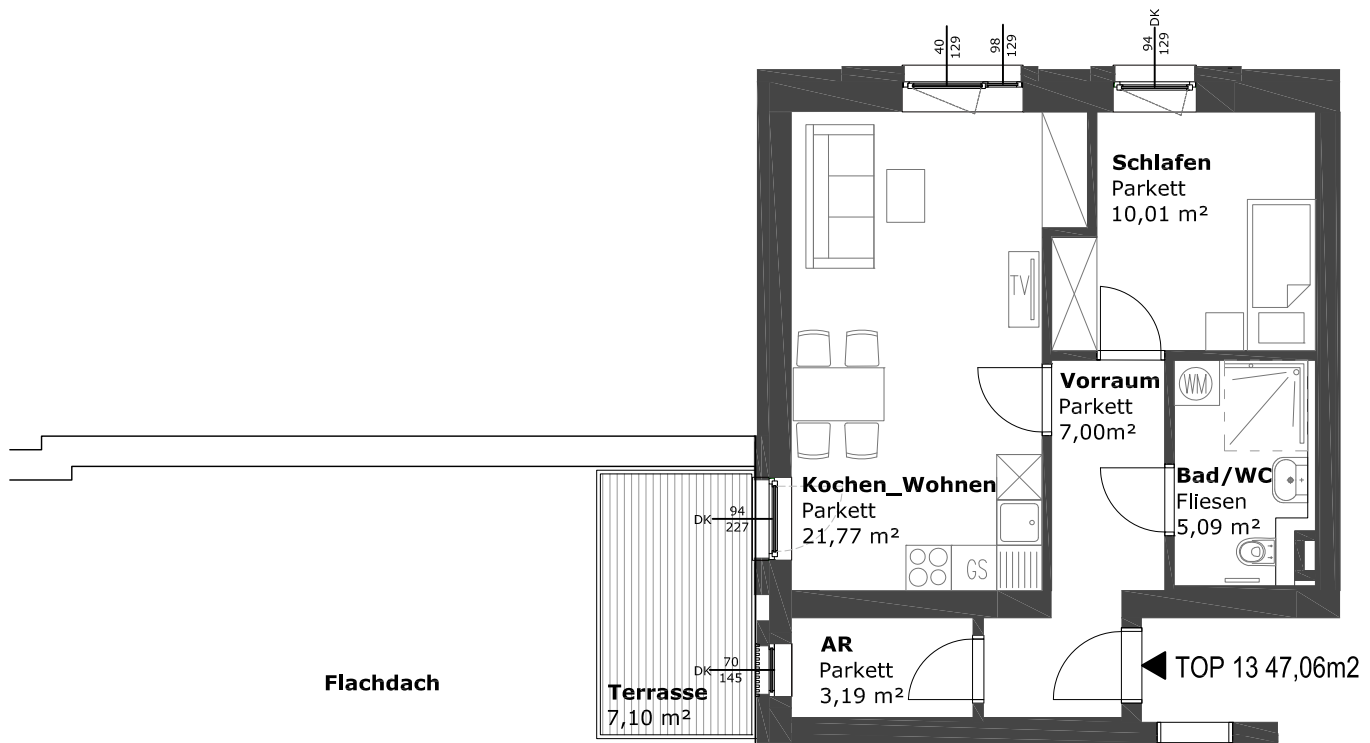 40
129
98
129
94
DK
129
Schlafen
Parkett
10,01 m²
TV
Vorraum
Parkett
7,00m²
WM
Kochen_Wohnen
Parkett
21,77 m²
Bad/WC
Fliesen
5,09 m²
DK
94
227
GS
AR
Parkett
3,19 m²
DK
70
145
TOP 13 47,06m2
Flachdach
Terrasse
7,10 m²